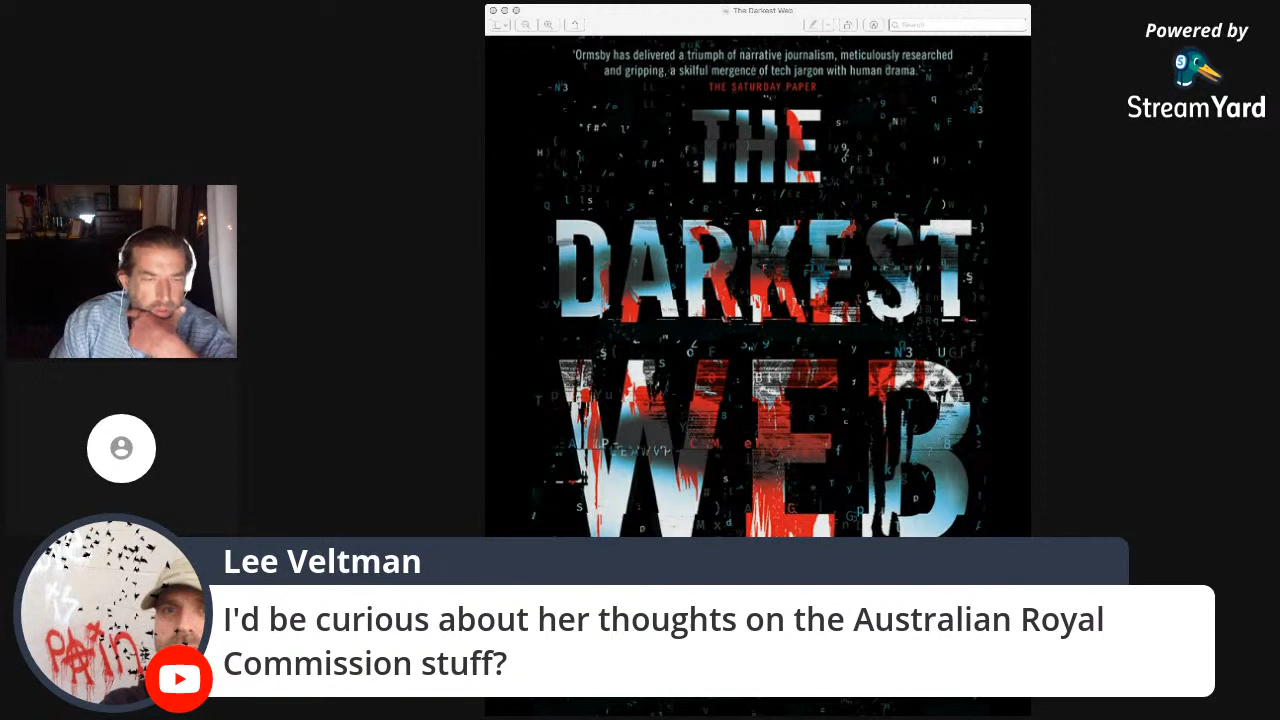 The Darkest Web
Search
Powered by
StreamYard
'Ormsby has delivered a triumph of narrative journalism, meticulously researched
and gripping, a skilful mergence of tech jargon with human drama.'
THE SATURDAY PAPER
THE
DARKEST
WEB
Lee Veltman
I'd be curious about her thoughts on the Australian Royal
Commission stuff?
PAIN